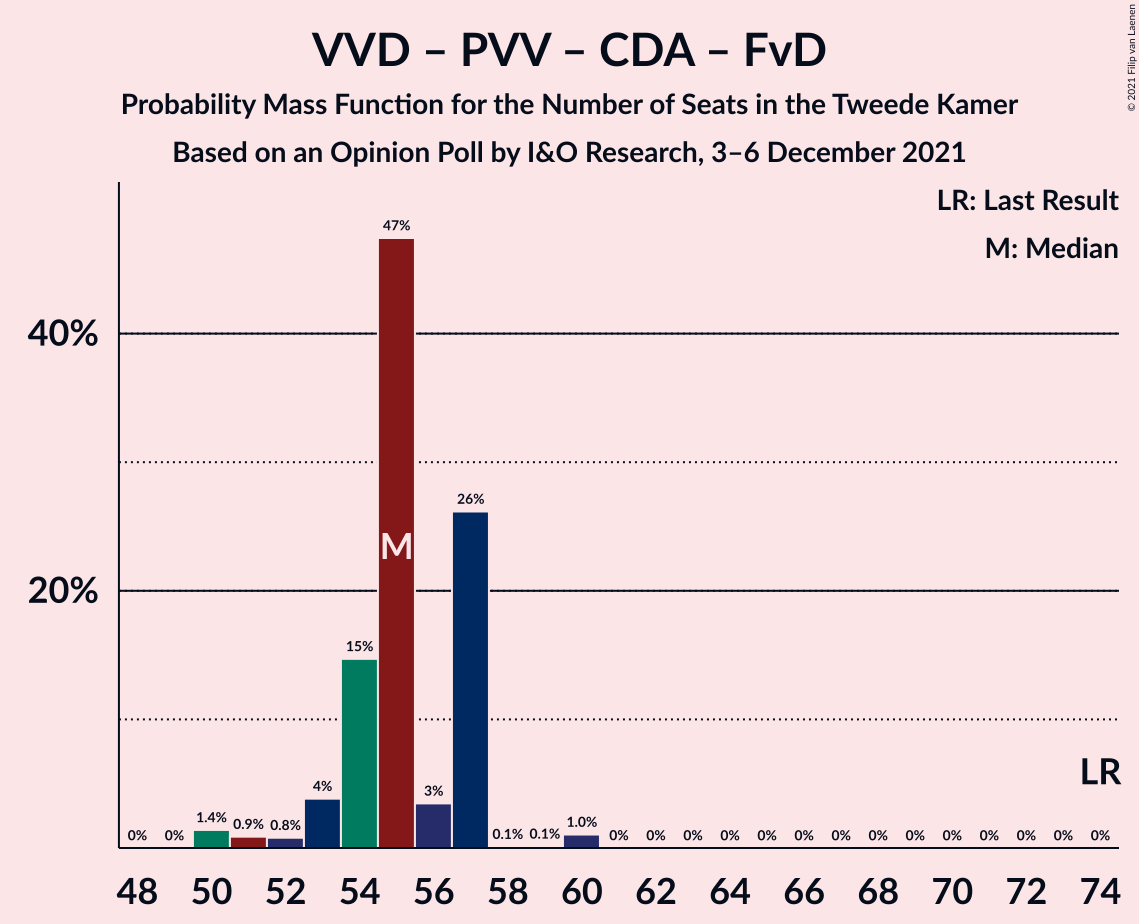 VVD – PVV – CDA – FvD
Probability Mass Function for the Number of Seats in the Tweede Kamer
Based on an Opinion Poll by I&O Research, 3–6 December 2021
© 2021 Filip van Laenen
LR: Last Result
M: Median
40%
20%
0% 0% 1.4% 0.9% 0.8% 4% 15% 47% 3% 26% 0.1% 0.1% 1.0% 0% 0% 0% 0% 0% 0% 0% 0% 0% 0% 0% 0% 0% 0%
M
LR
48 50 52 54 56 58 60 62 64 66 68 70 72 74